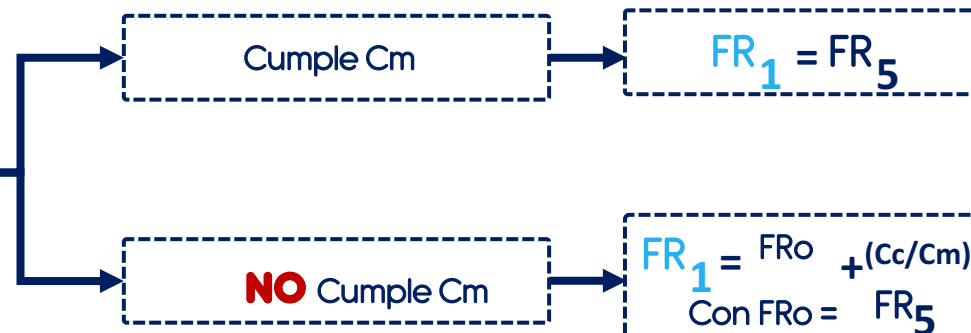 Cumple Cm
FR1 = FR5
NO Cumple Cm
FR1 = FRo +(Cc/Cm)
Con FRo = FR5